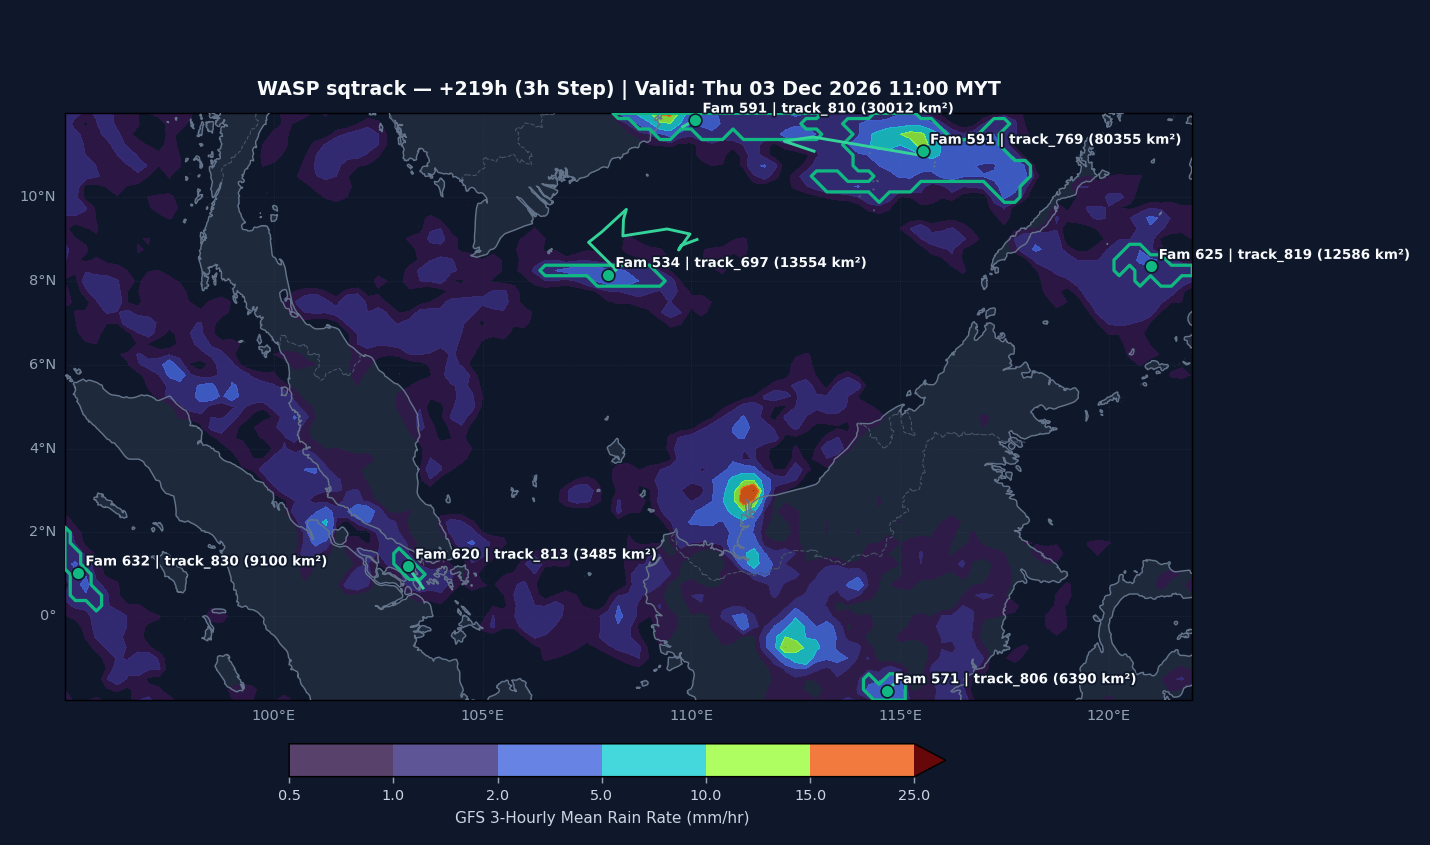 WASP sqtrack — +219h (3h Step) | Valid: Thu 03 Dec 2026 11:00 MYT
Fam 591 | track_810 (30012 km²)
Fam 591 | track_769 (80355 km²)
10°N
Fam 625 | track_819 (12586 km²)
Fam 534 | track_697 (13554 km²)
8°N
6°N
4°N
2°N
Fam 620 | track_813 (3485 km²)
Fam 632 | track_830 (9100 km²)
0°
Fam 571 | track_806 (6390 km²)
100°E 105°E 110°E 115°E 120°E
0.5 1.0 2.0 5.0 10.0 15.0 25.0
GFS 3-Hourly Mean Rain Rate (mm/hr)